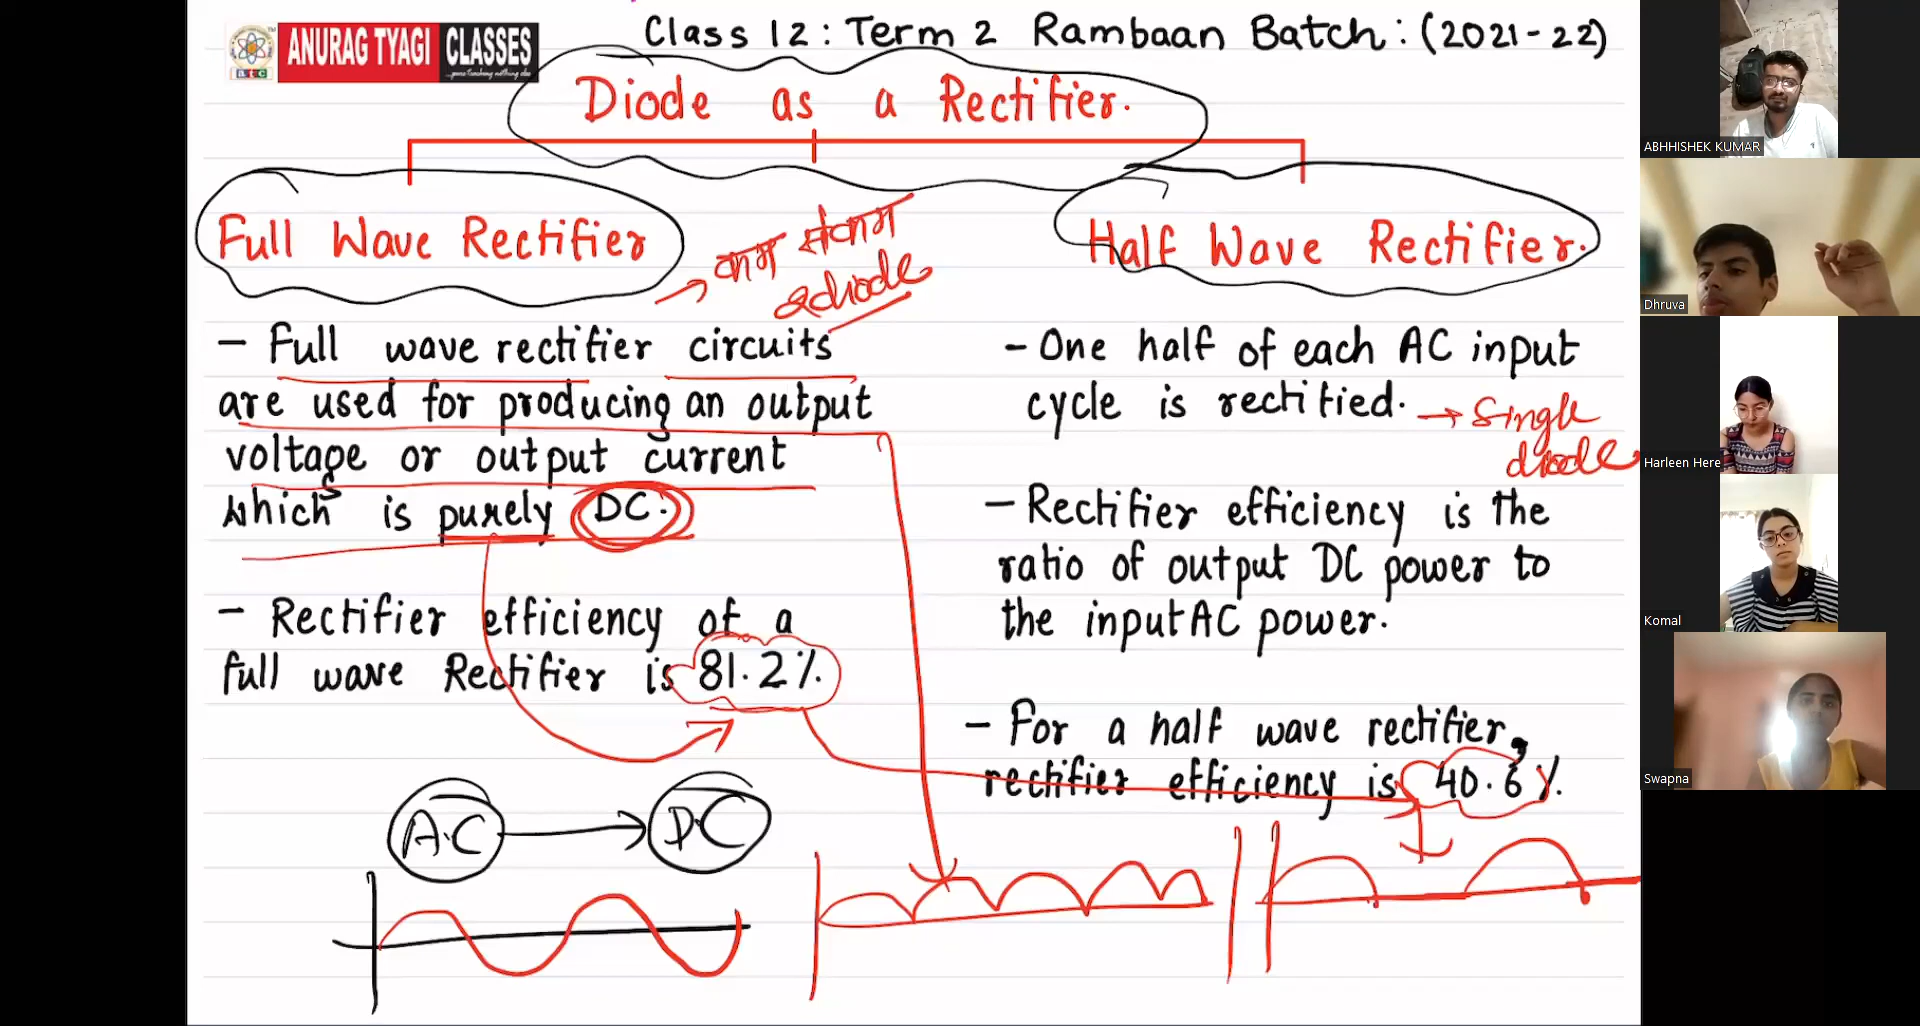 Class 12: Term 2 Rambaan Batch: (2021-22)
ANURAG TYAGI CLASSES
Diode as a Rectifier.
Full Wave Rectifier
Half Wave Rectifier.
2 diode
- Full wave rectifier circuits
are used for producing an output
voltage or output current
which is purely DC.
- Rectifier efficiency of a
full wave Rectifier is 81.2%.
A.C
DC
- One half of each AC input
cycle is rectified. → Single
diode
- Rectifier efficiency is the
ratio of output DC power to
the input AC power.
- For a half wave rectifier,
rectifier efficiency is 40.6%.
ABHHISHEK KUMAR
Dhruva
Harleen Here
Komal
Swapna